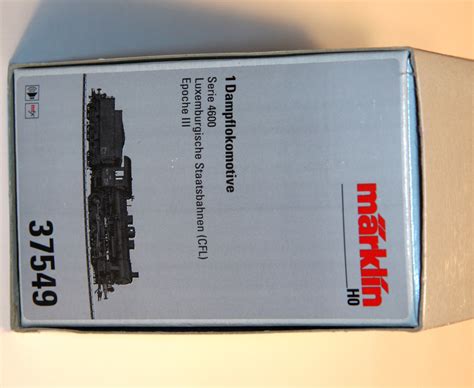 märklin
H0
1 Dampflokomotive
Serie 4600
Luxemburgische Staatsbahnen (CFL)
Epoche III
37549